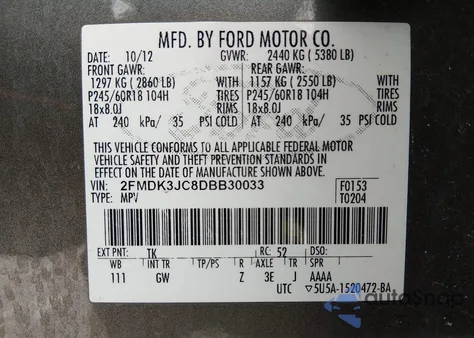 MFD. BY FORD MOTOR CO.
DATE: 10/12 GVWR: 2440 KG ( 5380 LB)
FRONT GAWR: REAR GAWR:
1297 KG ( 2860 LB) 1157 KG ( 2550 LB)
P245/60R18 104H TIRES P245/60R18 104H TIRES
18x8.0J RIMS 18x8.0J RIMS
AT 240 kPa/ 35 PSI COLD AT 240 kPa/ 35 PSI COLD
THIS VEHICLE CONFORMS TO ALL APPLICABLE FEDERAL MOTOR
VEHICLE SAFETY AND THEFT PREVENTION STANDARDS IN EFFECT ON THE DATE OF
MANUFACTURE SHOWN ABOVE.
VIN: 2FMDK3JC8DBB30033 F0153
TYPE: MPV T0204
EXT PNT: TK RC: 52 DSO:
WB INT TR TP/PS R AXLE TR SPR
111 GW Z 3E J AAAA
UTC ▽5U5A-1520472-BA
autoSnap